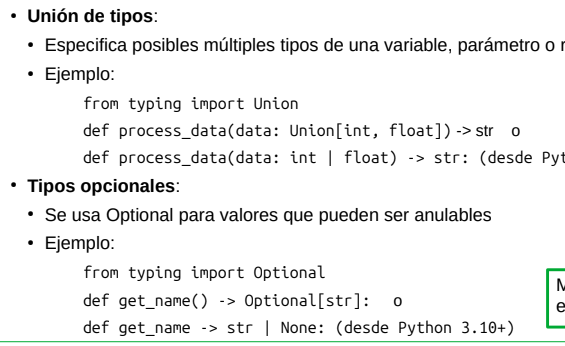 • Unión de tipos:
• Especifica posibles múltiples tipos de una variable, parámetro o
• Ejemplo:
from typing import Union
def process_data(data: Union[int, float]) -> str o
def process_data(data: int | float) -> str: (desde
• Tipos opcionales:
• Se usa Optional para valores que pueden ser anulables
• Ejemplo:
from typing import Optional
def get_name() -> Optional[str]: o
def get_name -> str | None: (desde Python 3.10+)